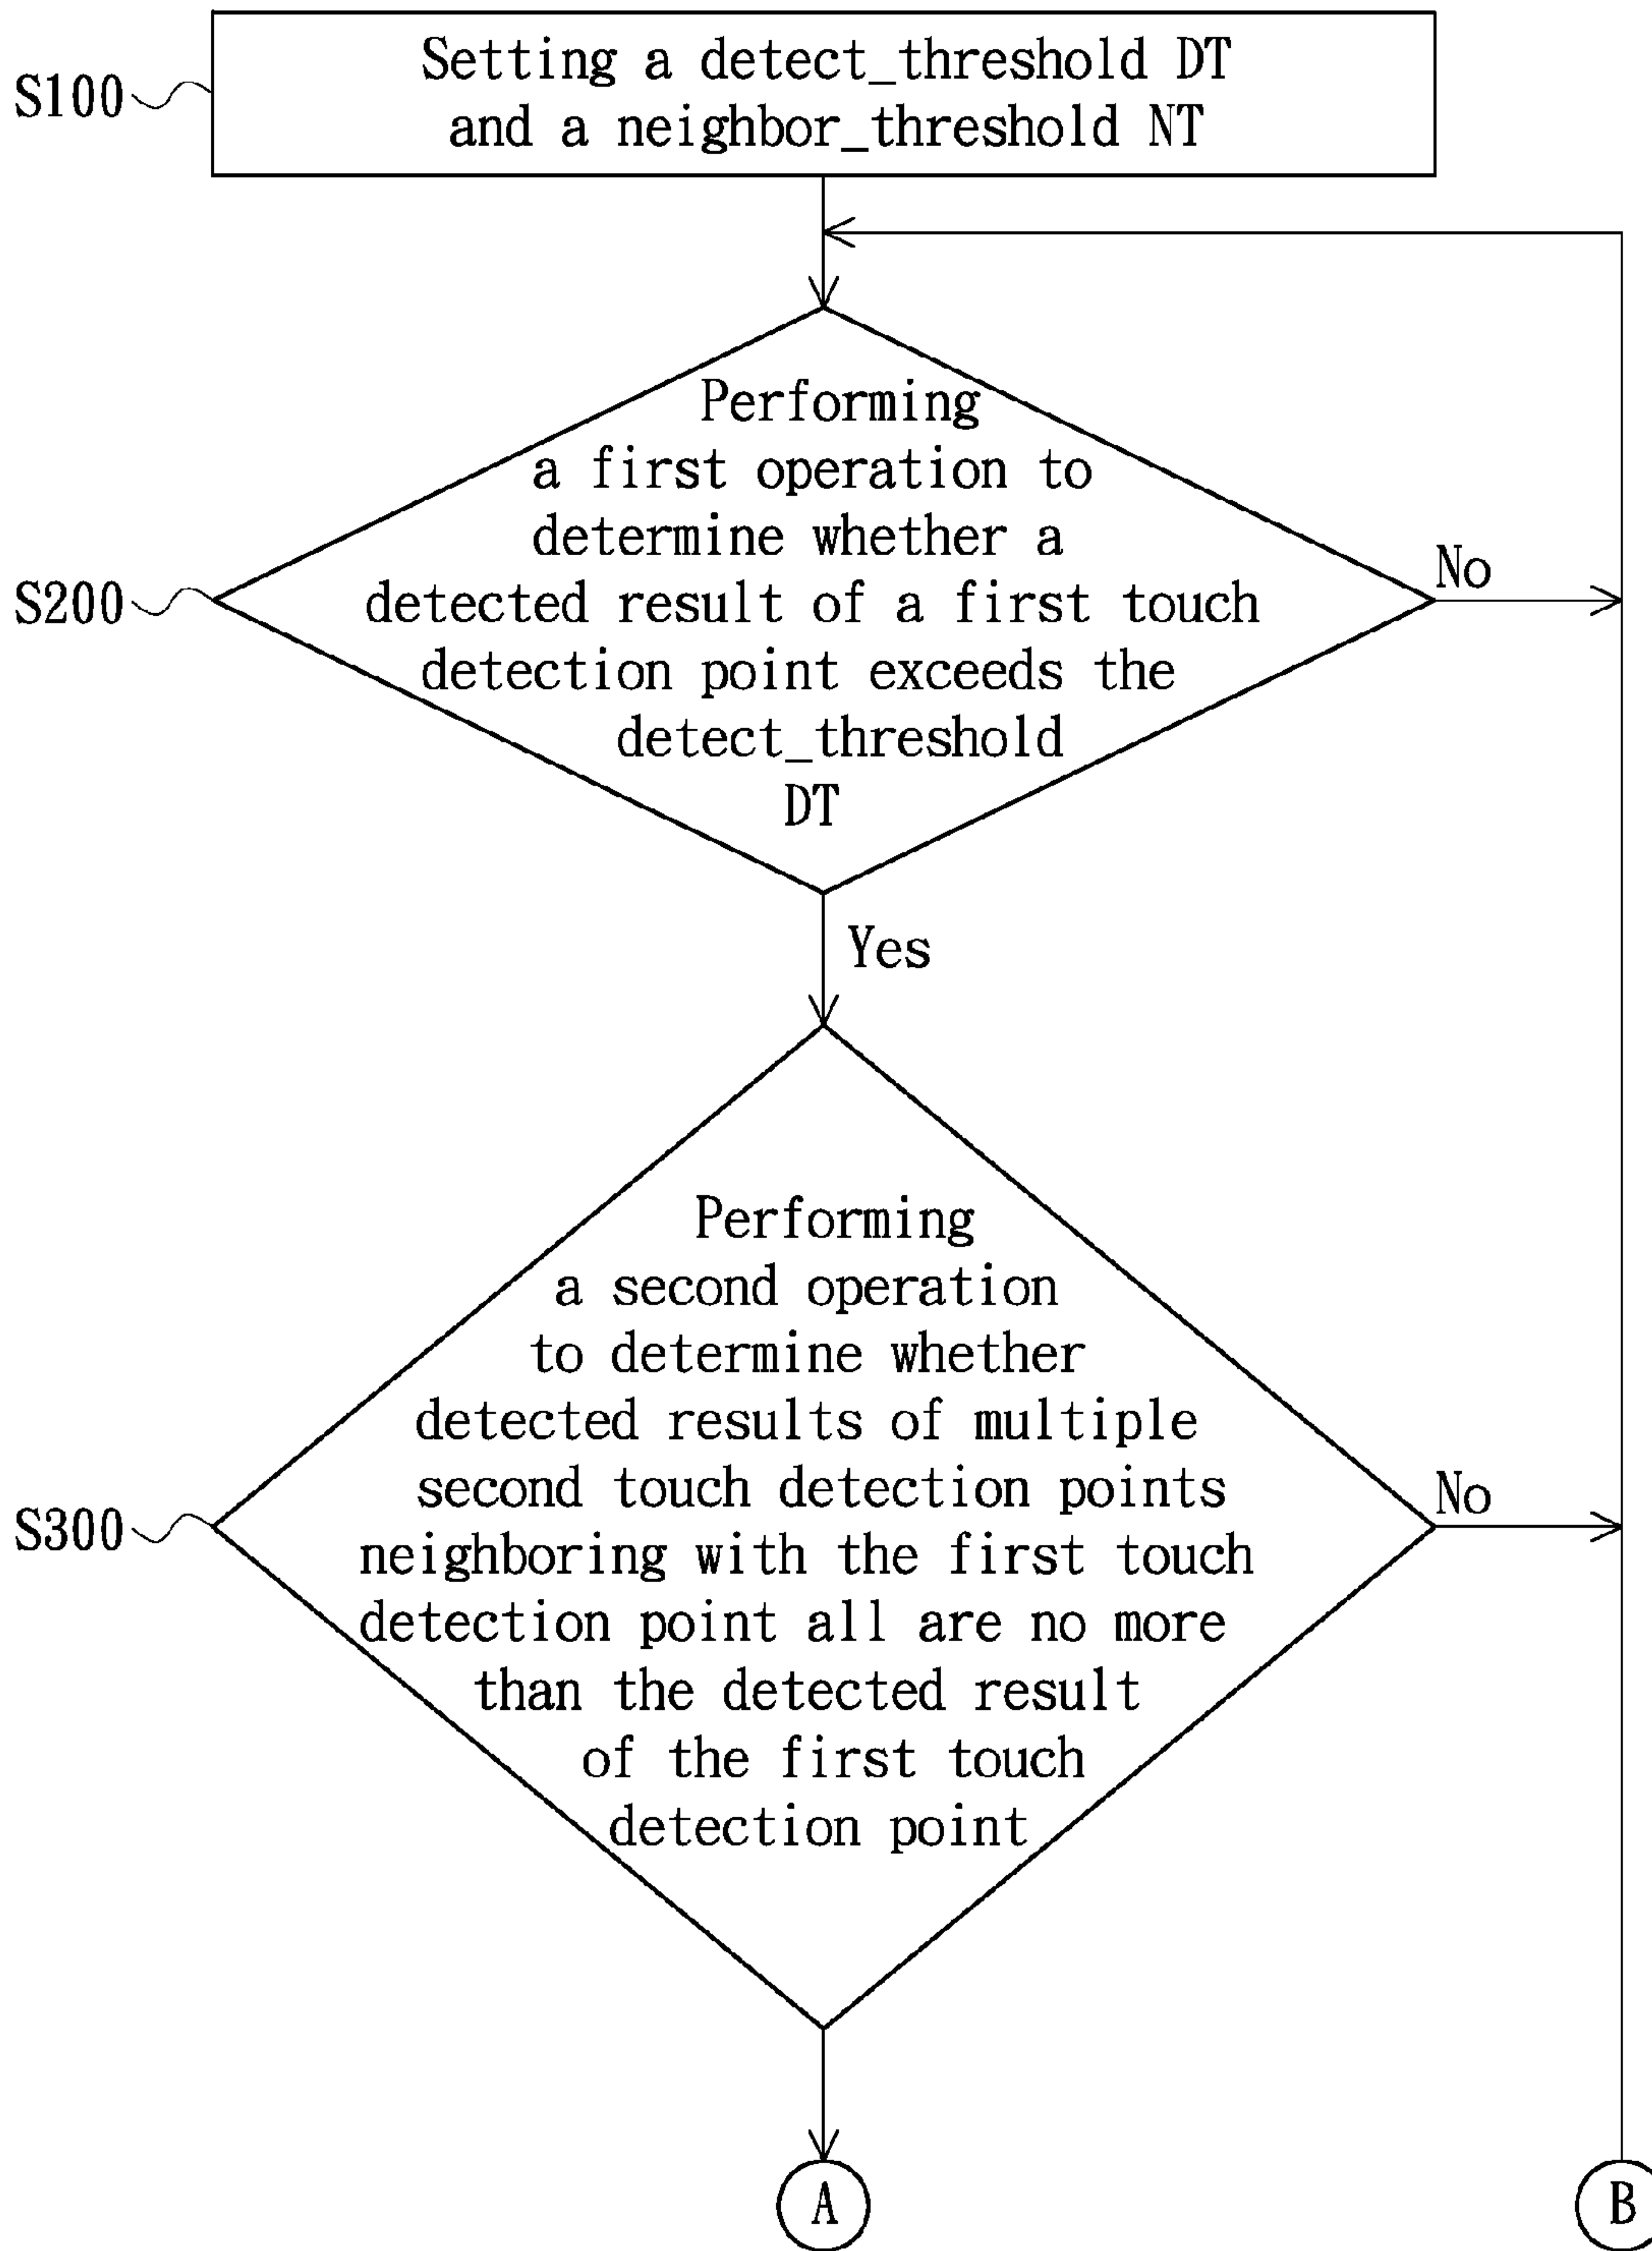 Setting a detect_threshold DT
and a neighbor_threshold NT
S100
Performing
a first operation to
determine whether a
detected result of a first touch
detection point exceeds the
detect_threshold
DT
S200
No
Yes
Performing
a second operation
to determine whether
detected results of multiple
second touch detection points
neighboring with the first touch
detection point all are no more
than the detected result
of the first touch
detection point
S300
No
A
B